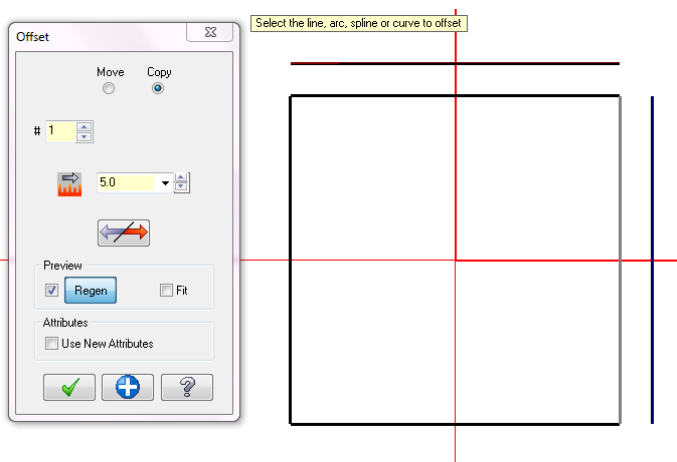 Select the line, arc, spline or curve to offset
Offset
Move Copy
# 1
5.0
Preview
Regen Fit
Attributes
Use New Attributes
?